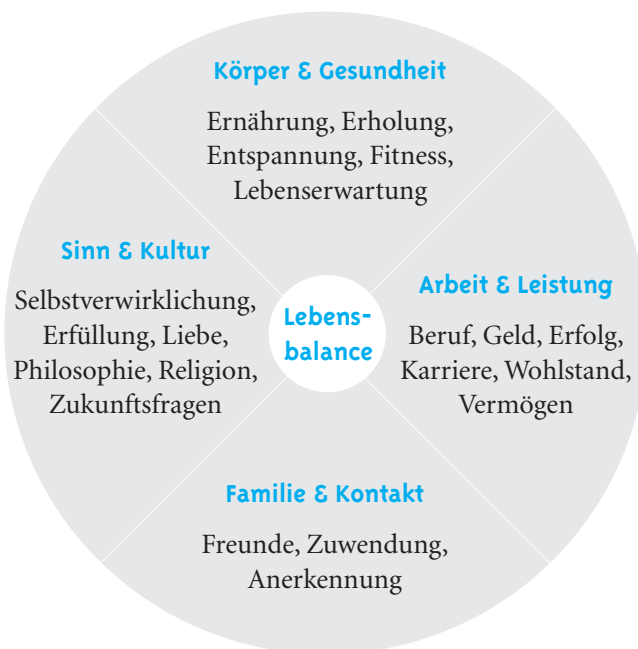 Körper & Gesundheit
Ernährung, Erholung,
Entspannung, Fitness,
Lebenserwartung
Sinn & Kultur
Selbstverwirklichung,
Erfüllung, Liebe,
Philosophie, Religion,
Zukunftsfragen
Lebens-
balance
Arbeit & Leistung
Beruf, Geld, Erfolg,
Karriere, Wohlstand,
Vermögen
Familie & Kontakt
Freunde, Zuwendung,
Anerkennung